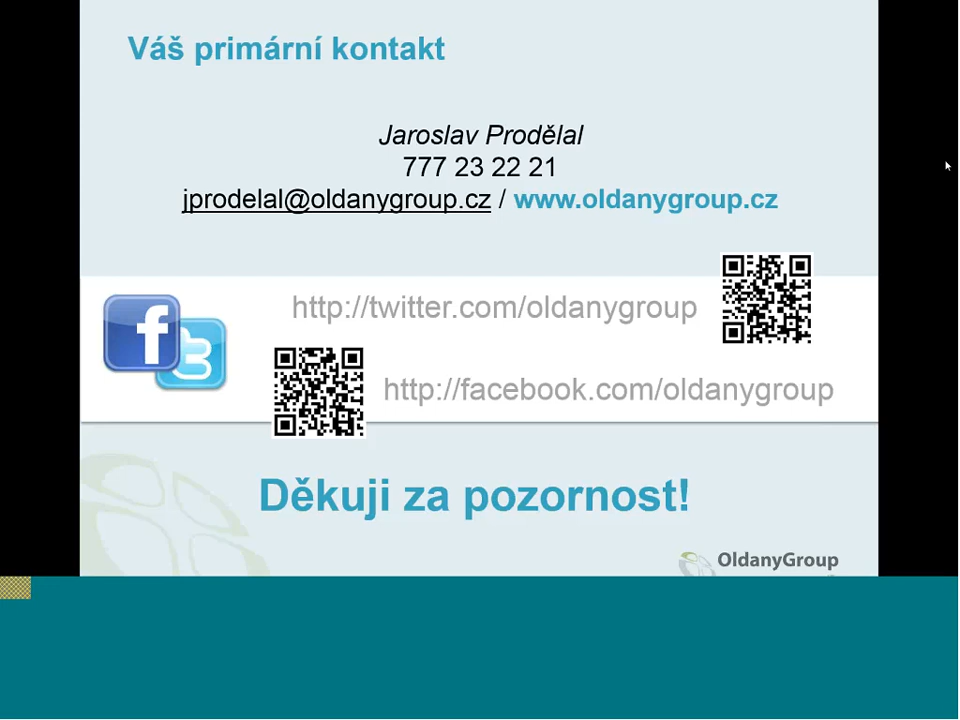 Váš primární kontakt
Jaroslav Prodělal
777 23 22 21
jprodelal@oldanygroup.cz / www.oldanygroup.cz
http://twitter.com/oldanygroup
http://facebook.com/oldanygroup
Děkuji za pozornost!
OldanyGroup